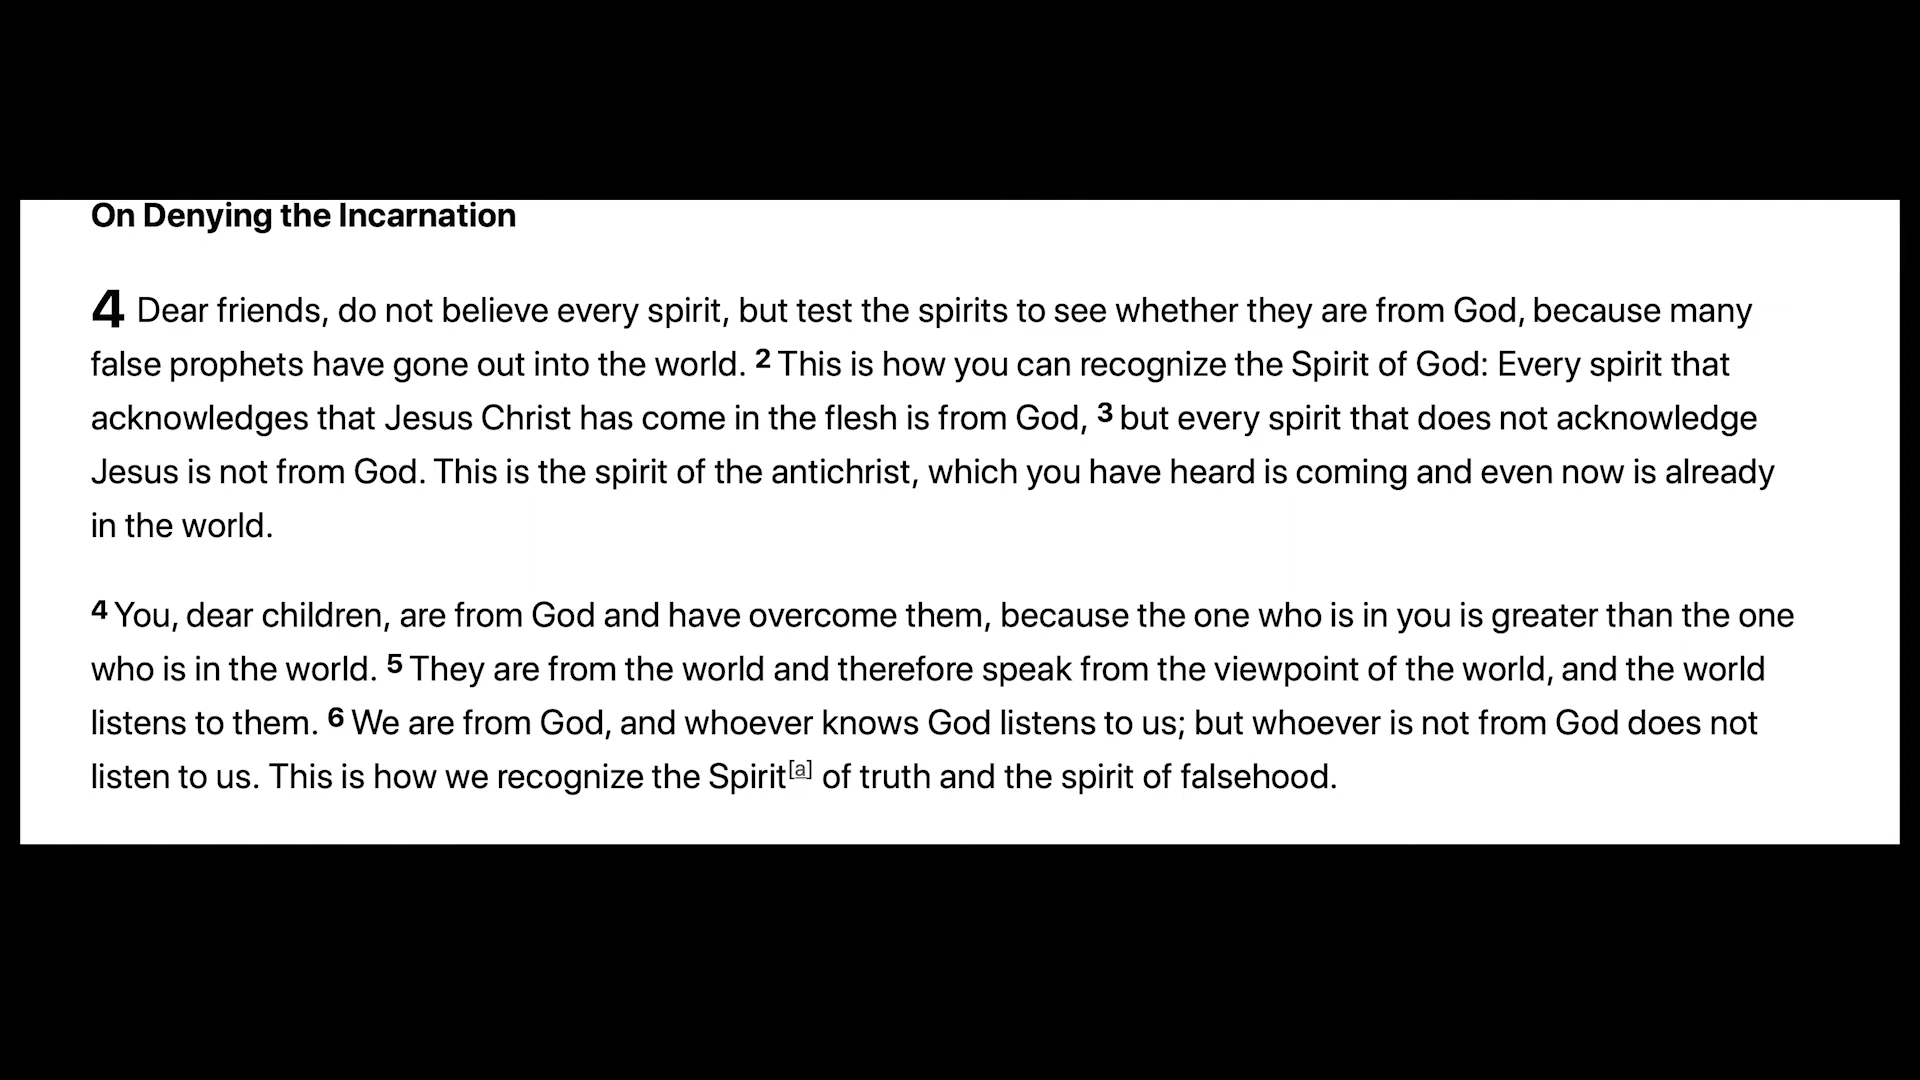 On Denying the Incarnation
4 Dear friends, do not believe every spirit, but test the spirits to see whether they are from God, because many
false prophets have gone out into the world. 2 This is how you can recognize the Spirit of God: Every spirit that
acknowledges that Jesus Christ has come in the flesh is from God, 3 but every spirit that does not acknowledge
Jesus is not from God. This is the spirit of the antichrist, which you have heard is coming and even now is already
in the world.
4 You, dear children, are from God and have overcome them, because the one who is in you is greater than the one
who is in the world. 5 They are from the world and therefore speak from the viewpoint of the world, and the world
listens to them. 6 We are from God, and whoever knows God listens to us; but whoever is not from God does not
listen to us. This is how we recognize the Spirit[a] of truth and the spirit of falsehood.